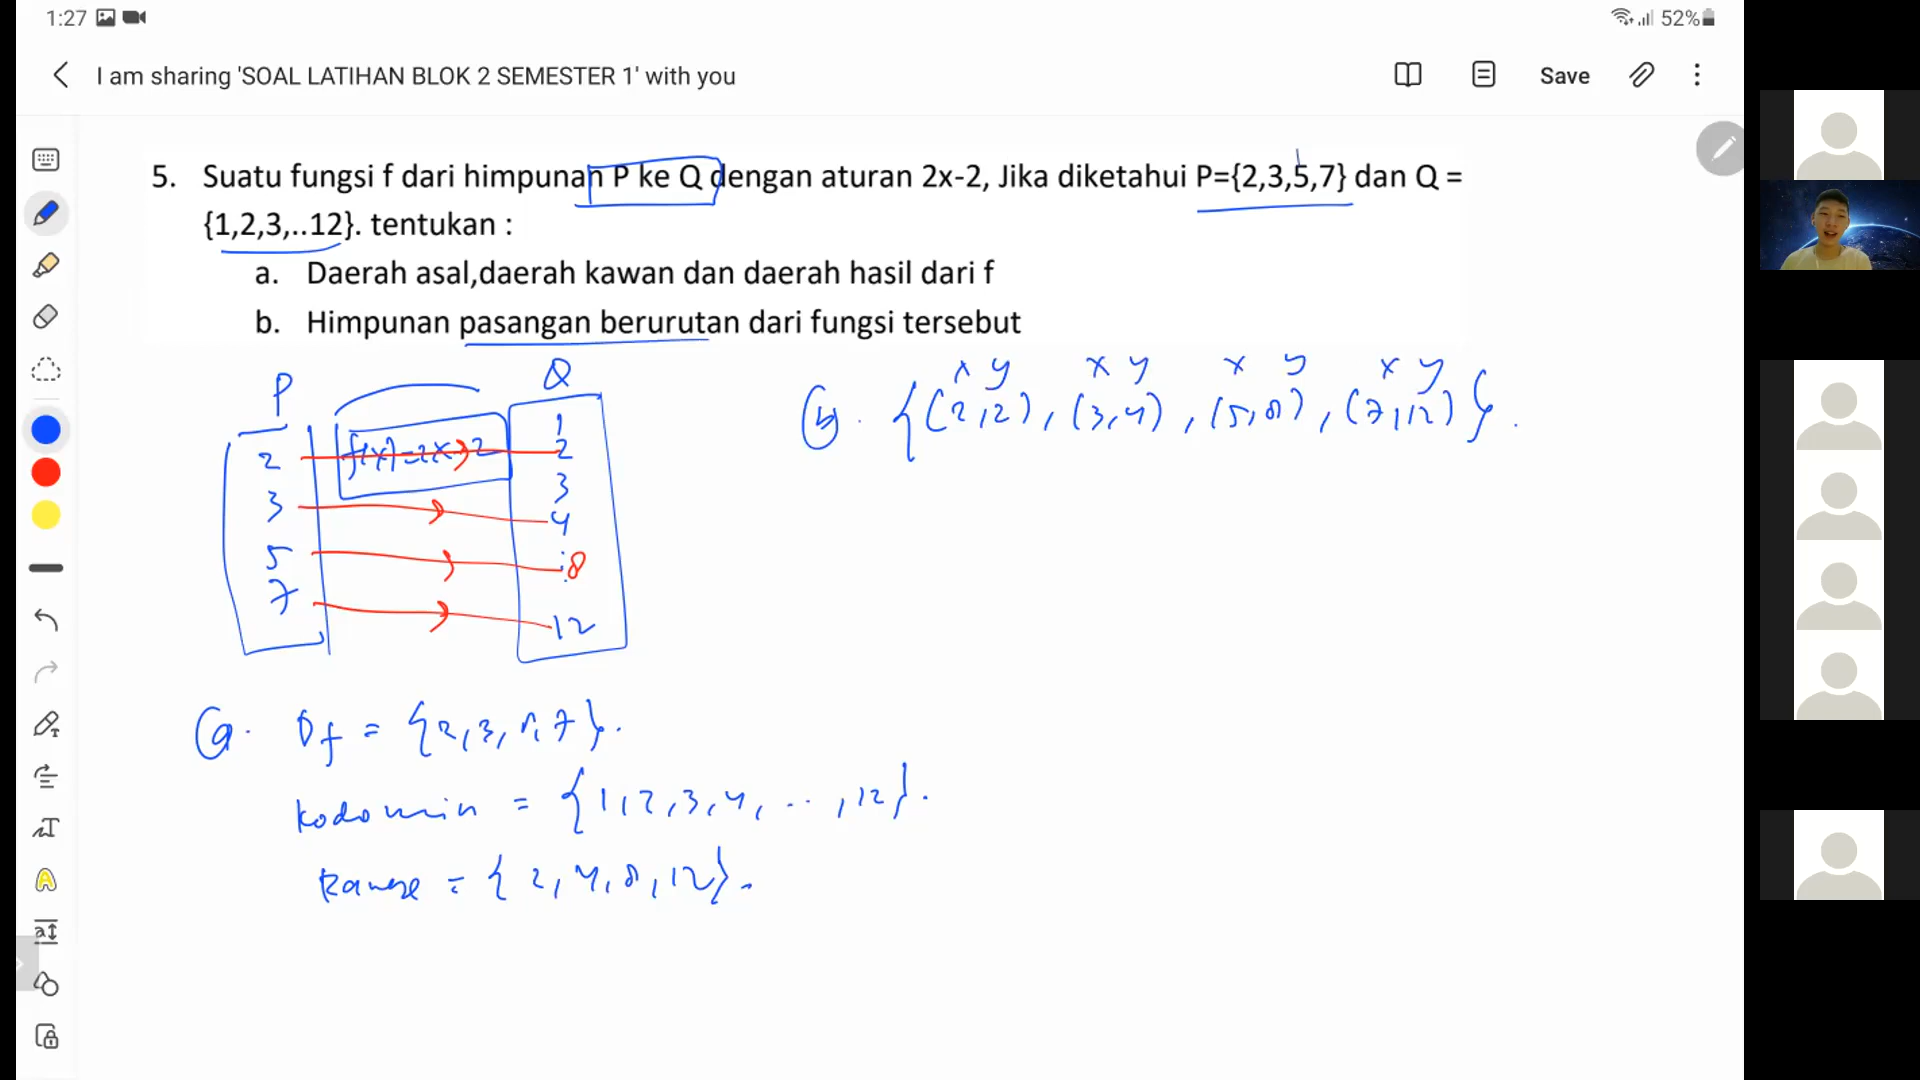 1:27 52%
I am sharing 'SOAL LATIHAN BLOK 2 SEMESTER 1' with you Save
5. Suatu fungsi f dari himpunan P ke Q dengan aturan 2x-2, Jika diketahui P={2,3,5,7} dan Q =
{1,2,3,..12}. tentukan :
a. Daerah asal,daerah kawan dan daerah hasil dari f
b. Himpunan pasangan berurutan dari fungsi tersebut
P Q
f(x)=2x-2
2
3
5
7
1
2
3
4
:8
12
x y x y x y x y
b. {(2,2), (3,4), (5,8), (7,12)}.
a. Df = {2,3,5,7}.
kodomin = {1,2,3,4, ..., 12}.
Range = {2,4,8,12}.